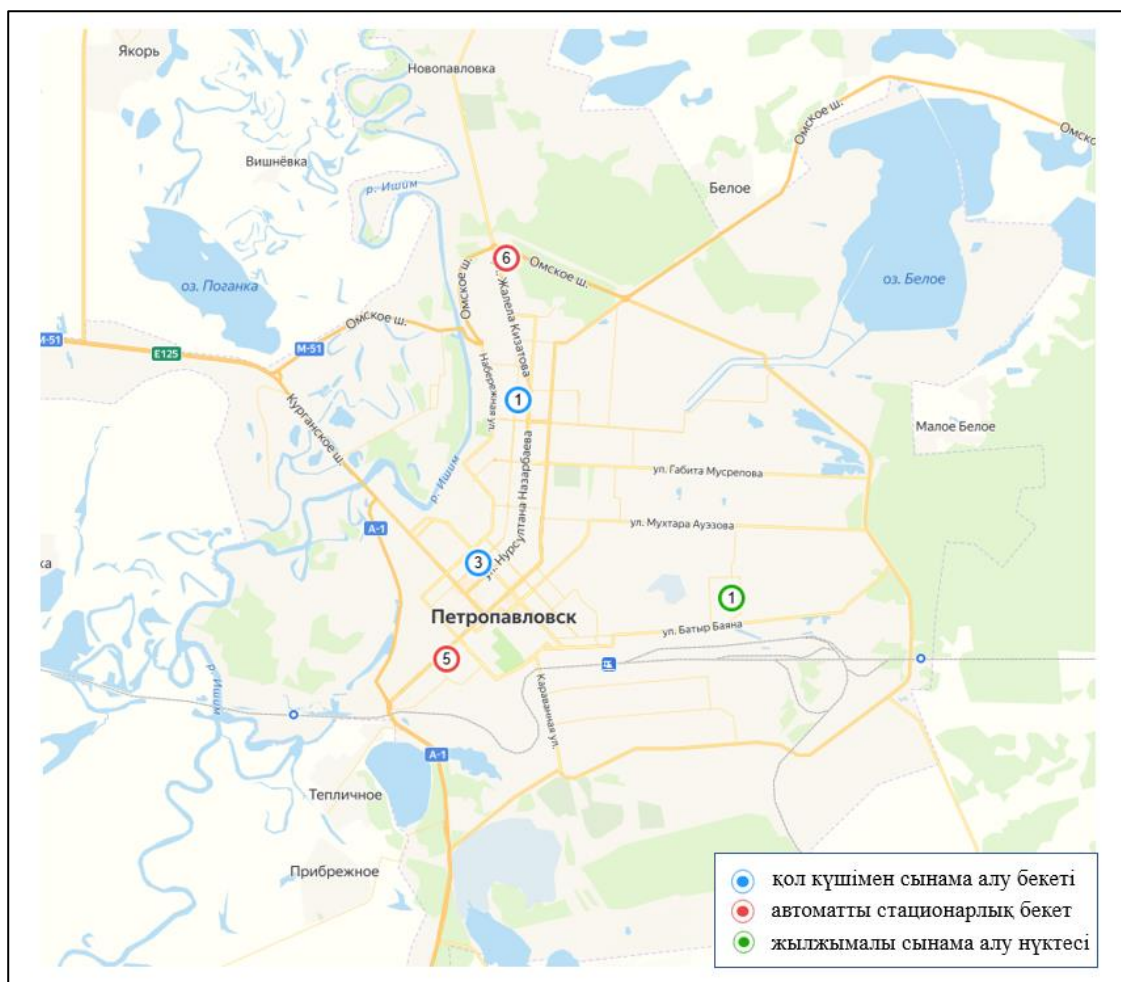 Якорь
Новопавловка
Омское ш.
Омско
Вишнёвка
р. Ишим
Белое
6
Омское ш.
оз. Поганка
Омское ш.
Жалела Кизатова
оз. Белое
Омское ш.
М-51
E125
М-51
Набережная ул.
1
Курганское ш.
Малое Белое
ул. Нурсултана Назарбаева
р. Ишим
ул. Габита Мусрепова
А-1
ул. Мухтара Ауэзова
3
ка
1
Петропавловск
ул. Батыр Баяна
5
р. Ишим
Караванная ул.
А-1
Тепличное
Прибрежное
қол күшімен сынама алу бекеті
автоматты стационарлық бекет
жылжымалы сынама алу нүктесі